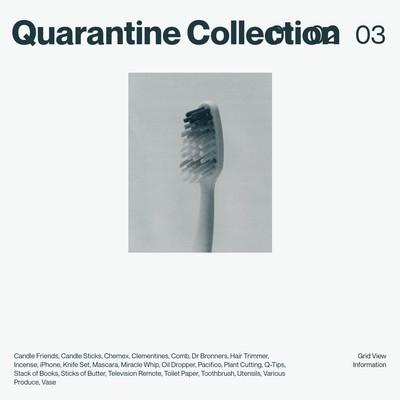 Quarantine Collection 01 02 03
Candle Friends, Candle Sticks, Chemex, Clementines, Comb, Dr Bronners, Hair Trimmer,
Incense, iPhone, Knife Set, Mascara, Miracle Whip, Oil Dropper, Pacifico, Plant Cutting, Q-Tips,
Stack of Books, Sticks of Butter, Television Remote, Toilet Paper, Toothbrush, Utensils, Various
Produce, Vase
Grid View
Information